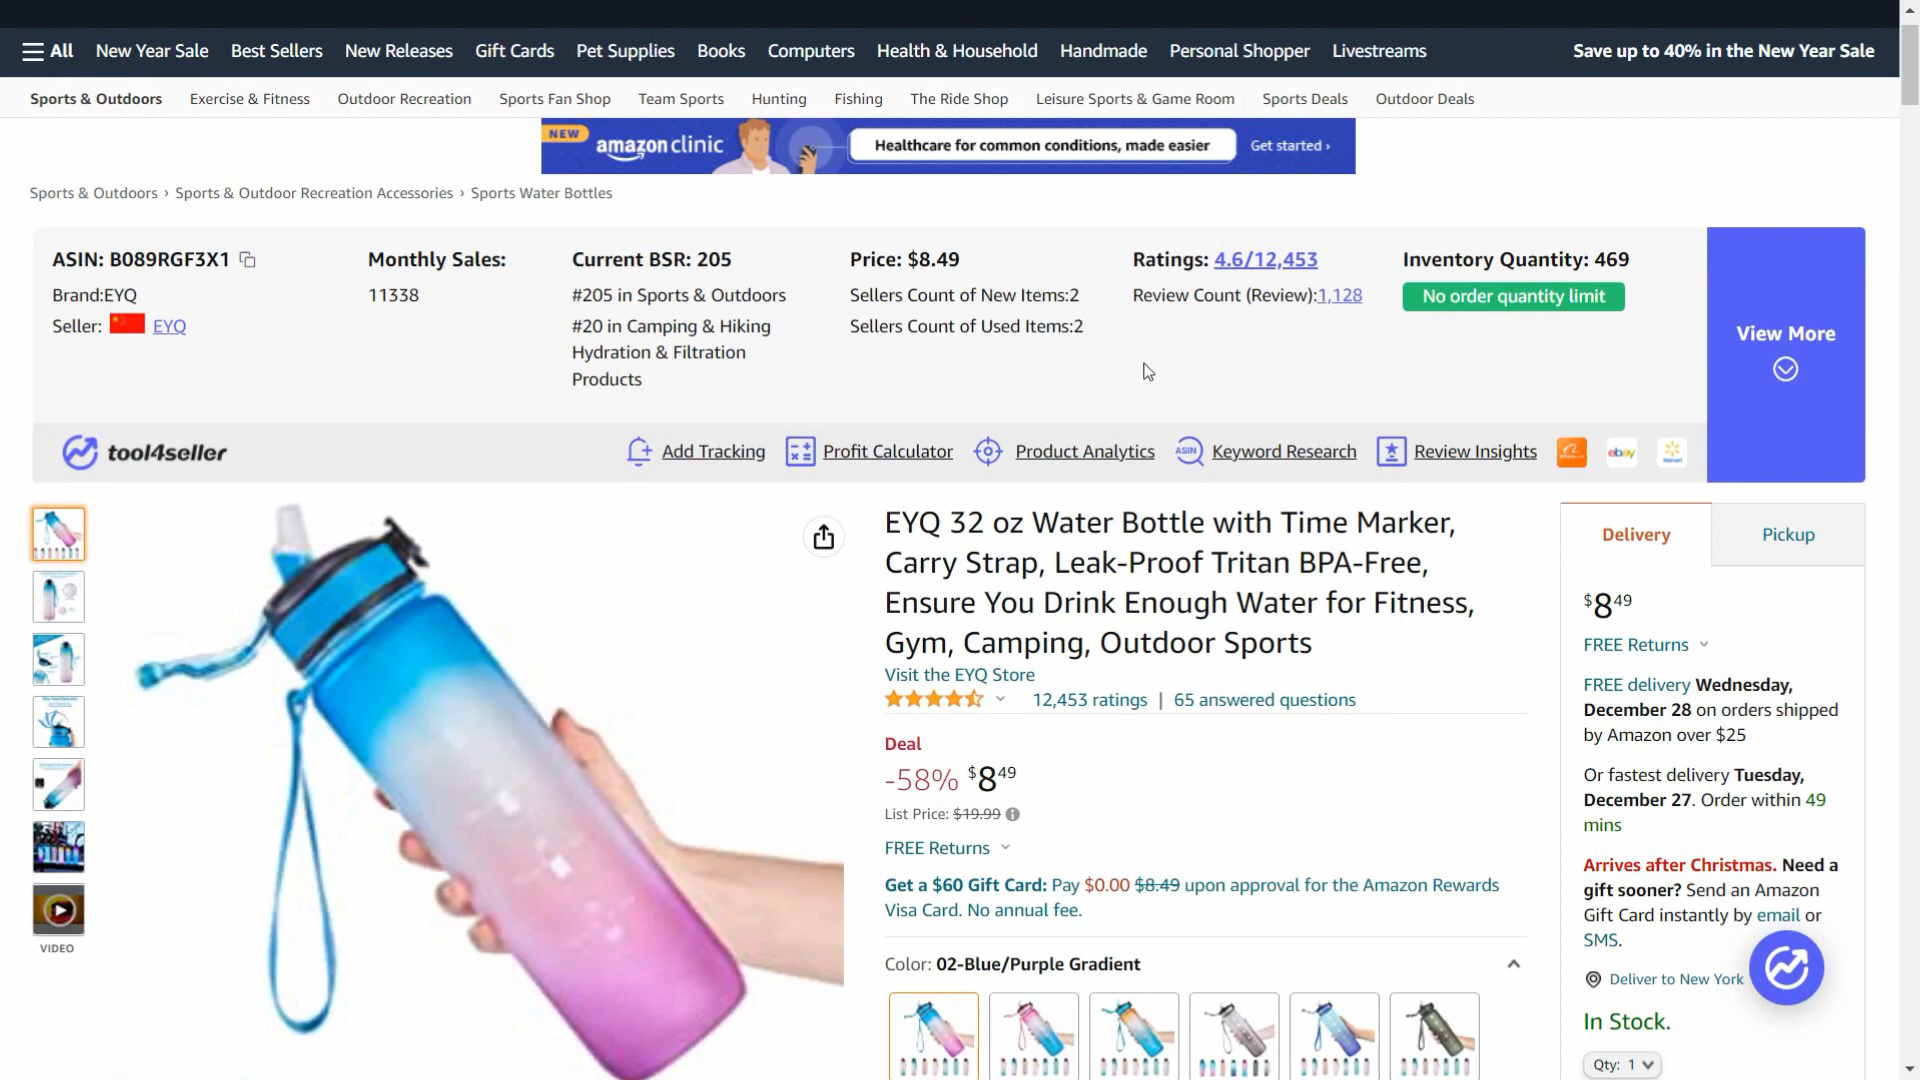 All New Year Sale Best Sellers New Releases Gift Cards Pet Supplies Books Computers Health & Household Handmade Personal Shopper Livestreams Save up to 40% in the New Year Sale
Sports & Outdoors Exercise & Fitness Outdoor Recreation Sports Fan Shop Team Sports Hunting Fishing The Ride Shop Leisure Sports & Game Room Sports Deals Outdoor Deals
NEW amazon clinic Healthcare for common conditions, made easier Get started ›
Sports & Outdoors › Sports & Outdoor Recreation Accessories › Sports Water Bottles
ASIN: B089RGF3X1
Brand:EYQ
Seller: EYQ
Monthly Sales:
11338
Current BSR: 205
#205 in Sports & Outdoors
#20 in Camping & Hiking
Hydration & Filtration
Products
Price: $8.49
Sellers Count of New Items:2
Sellers Count of Used Items:2
Ratings: 4.6/12,453
Review Count (Review):1,128
Inventory Quantity: 469
No order quantity limit
View More
tool4seller Add Tracking Profit Calculator Product Analytics ASIN Keyword Research Review Insights ebay
VIDEO
EYQ 32 oz Water Bottle with Time Marker,
Carry Strap, Leak-Proof Tritan BPA-Free,
Ensure You Drink Enough Water for Fitness,
Gym, Camping, Outdoor Sports
Visit the EYQ Store
12,453 ratings | 65 answered questions
Deal
-58% $8 49
List Price: $19.99
FREE Returns
Get a $60 Gift Card: Pay $0.00 $8.49 upon approval for the Amazon Rewards
Visa Card. No annual fee.
Color: 02-Blue/Purple Gradient
Delivery Pickup
$8 49
FREE Returns
FREE delivery Wednesday,
December 28 on orders shipped
by Amazon over $25
Or fastest delivery Tuesday,
December 27. Order within 49
mins
Arrives after Christmas. Need a
gift sooner? Send an Amazon
Gift Card instantly by email or
SMS.
Deliver to New York
In Stock.
Qty: 1